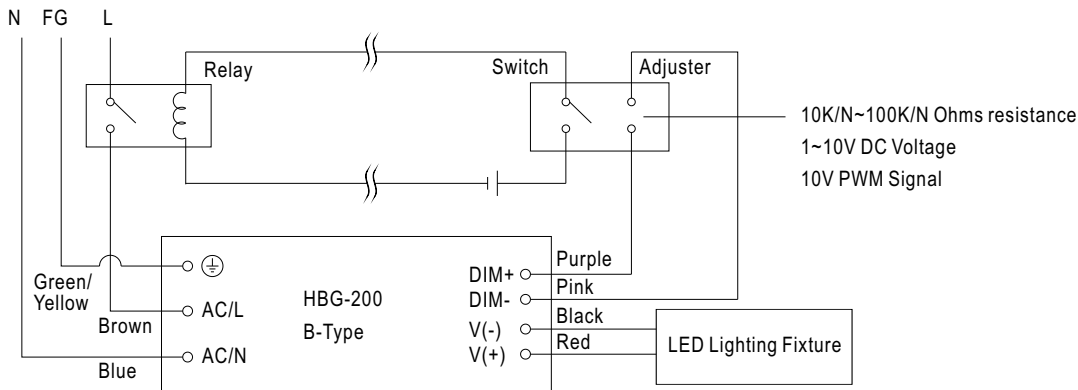 N FG L
Relay
Switch
Adjuster
10K/N~100K/N Ohms resistance
1~10V DC Voltage
10V PWM Signal
Green/
Yellow
Brown
Blue
AC/L
AC/N
HBG-200
B-Type
DIM+
DIM-
V(-)
V(+)
Purple
Pink
Black
Red
LED Lighting Fixture